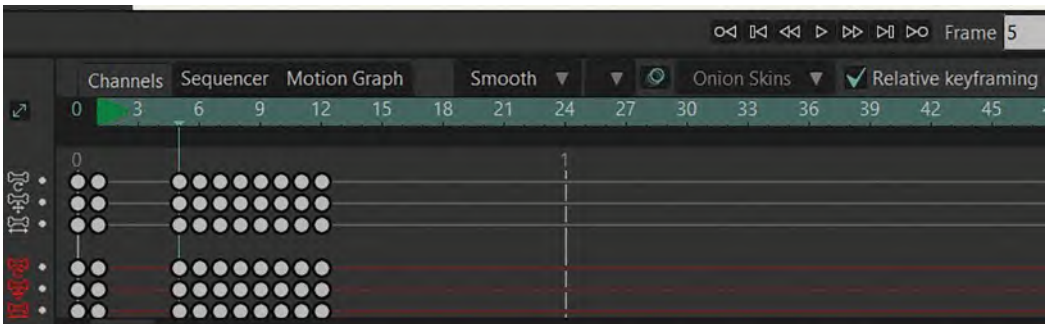 Frame 5
Channels Sequencer Motion Graph Smooth Onion Skins Relative keyframing
0 3 6 9 12 15 18 21 24 27 30 33 36 39 42 45
0 1